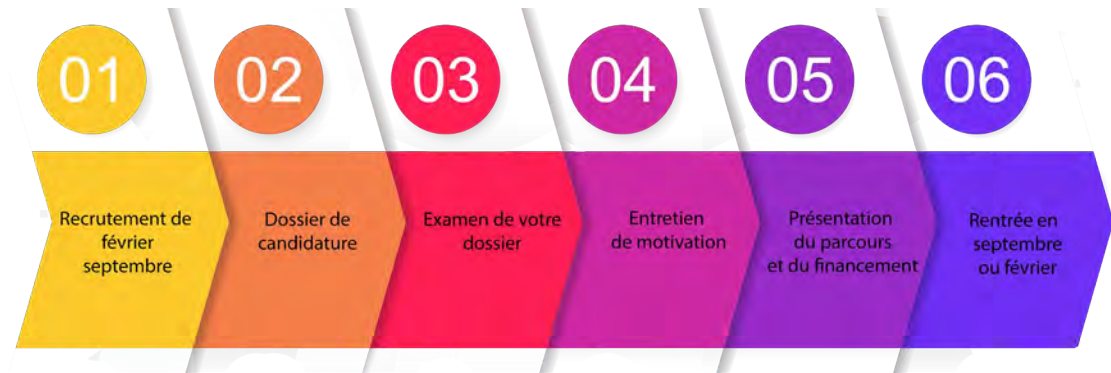 01
02
03
04
05
06
Recrutement de
février
septembre
Dossier de
candidature
Examen de votre
dossier
Entretien
de motivation
Présentation
du parcours
et du financement
Rentrée en
septembre
ou février